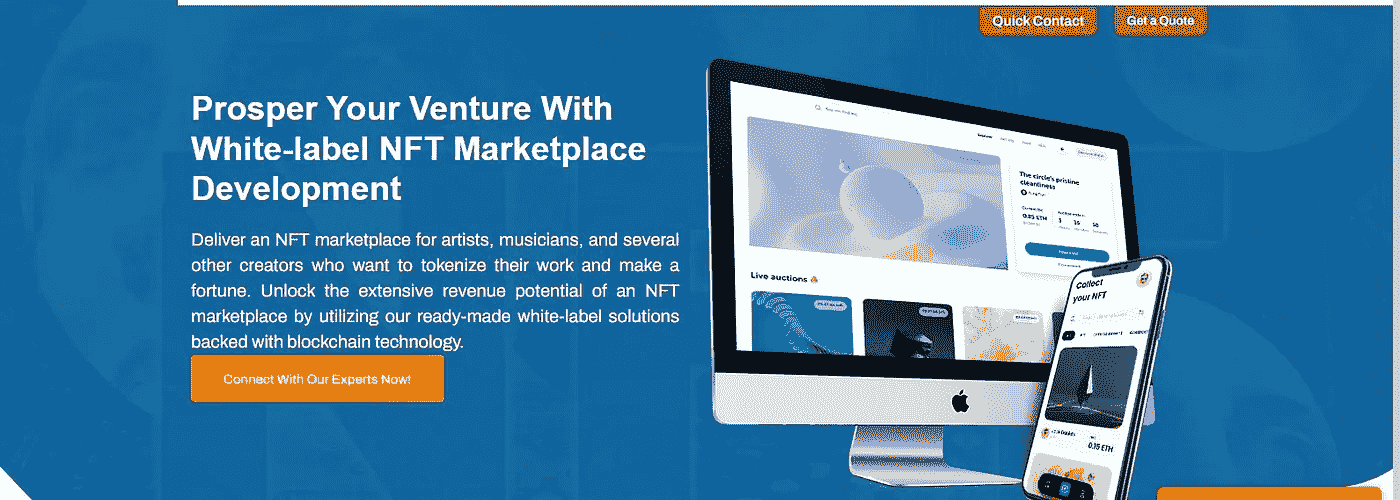 Quick Contact
Get a Quote
Prosper Your Venture With
White-label NFT Marketplace
Development
Deliver an NFT marketplace for artists, musicians, and several
other creators who want to tokenize their work and make a
fortune. Unlock the extensive revenue potential of an NFT
marketplace by utilizing our ready-made white-label solutions
backed with blockchain technology.
Connect With Our Experts Now!
The circle's pristine
cleanliness
Live auctions
Collect
your NFT
0.15 ETH